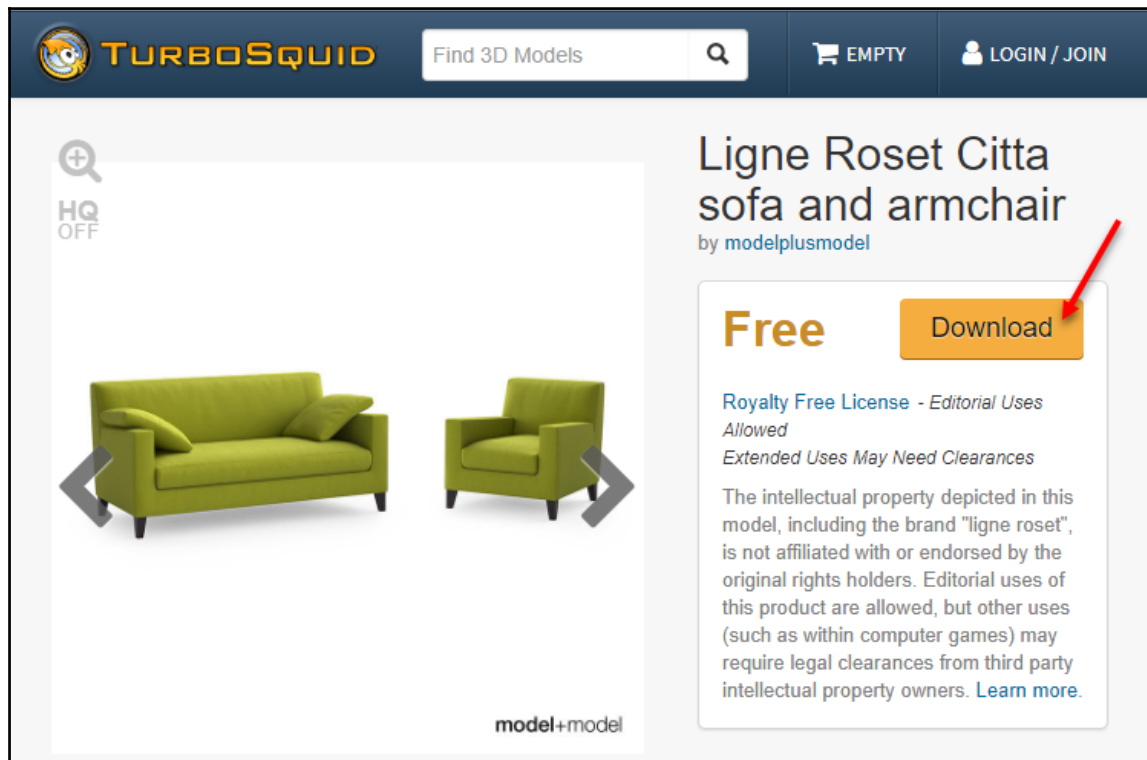 TURBOSQUID
Find 3D Models
EMPTY
LOGIN / JOIN
HQ
OFF
Ligne Roset Citta
sofa and armchair
by modelplusmodel
Free
Download
Royalty Free License - Editorial Uses
Allowed
Extended Uses May Need Clearances
The intellectual property depicted in this
model, including the brand "ligne roset",
is not affiliated with or endorsed by the
original rights holders. Editorial uses of
this product are allowed, but other uses
(such as within computer games) may
require legal clearances from third party
intellectual property owners. Learn more.
model+model